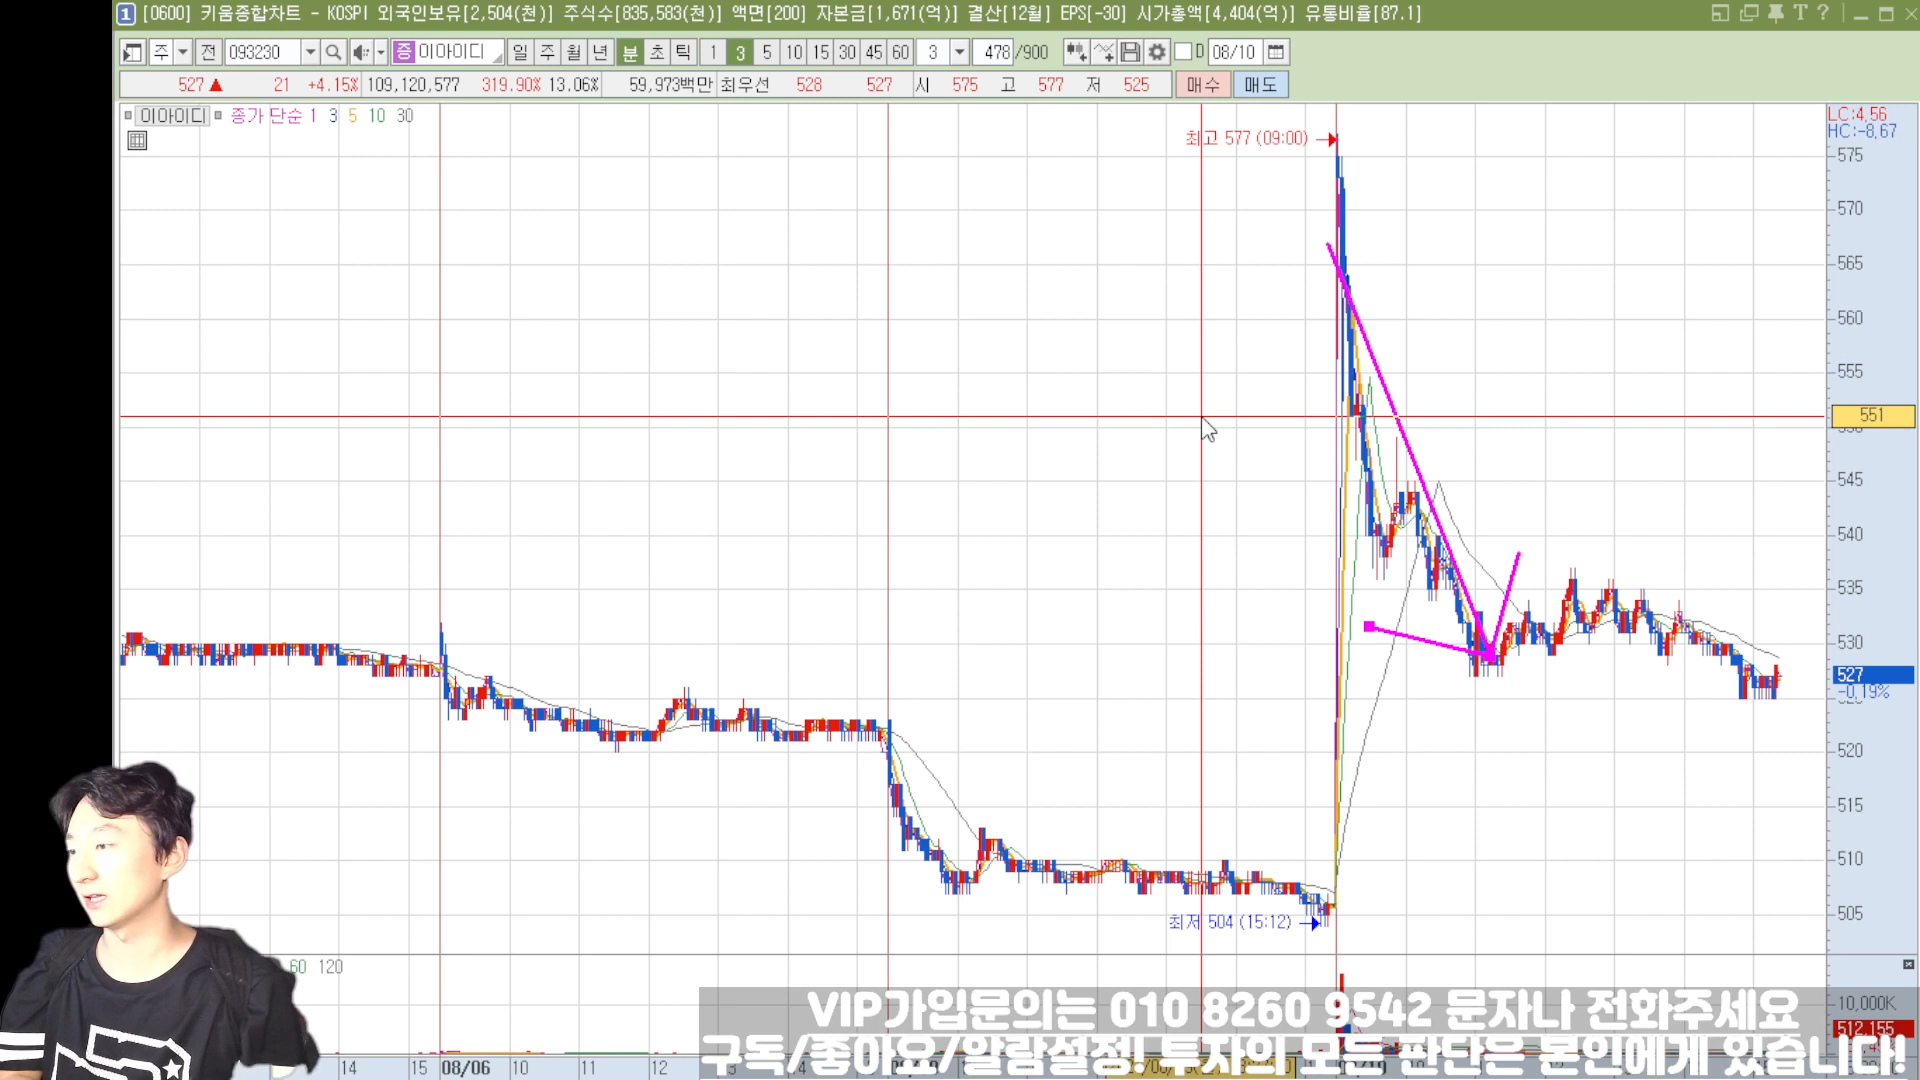 1 [0600] 키움종합차트 - KOSPI 외국인보유[2,504(천)] 주식수[835,583(천)] 액면[200] 자본금[1,671(억)] 결산[12월] EPS[-30] 시가총액[4,404(억)] 유통비율[87.1] T ?
주 전 093230 증 이아이디 일 주 월 년 분 초 틱 1 3 5 10 15 30 45 60 3 478 /900 D 08/10
527 ▲ 21 +4.15% 109,120,577 319.90% 13.06% 59,973백만 최우선 528 527 시 575 고 577 저 525 매수 매도
이아이디 종가 단순 1 3 5 10 30
LC:4,56
HC:-8,67
최고 577 (09:00)
575
570
565
560
555
551
545
540
535
530
527
-0,19%
520
515
510
505
최저 504 (15:12)
60 120
10,000K
512,155
VIP가입문의는 010 8260 9542 문자나 전화주세요
구독/좋아요/알람설정! 투자의 모든 판단은 본인에게 있습니다!
14 15 08/06 10 11 12